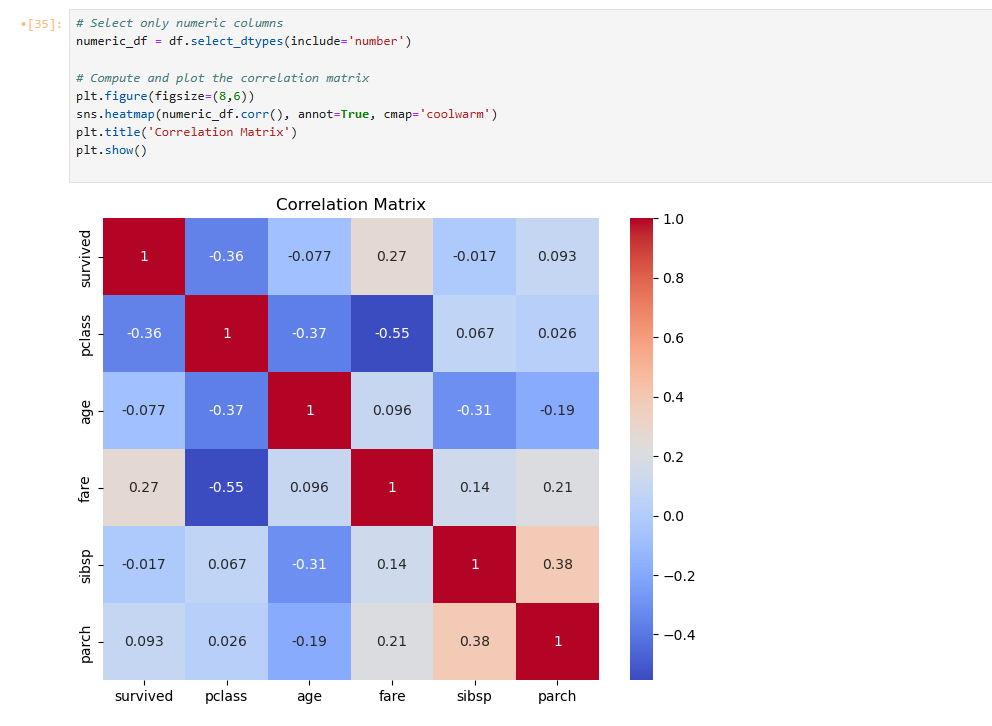 •[35]:
# Select only numeric columns
numeric_df = df.select_dtypes(include='number')
# Compute and plot the correlation matrix
plt.figure(figsize=(8,6))
sns.heatmap(numeric_df.corr(), annot=True, cmap='coolwarm')
plt.title('Correlation Matrix')
plt.show()
Correlation Matrix
survived 1 -0.36 -0.077 0.27 -0.017 0.093
pclass -0.36 1 -0.37 -0.55 0.067 0.026
age -0.077 -0.37 1 0.096 -0.31 -0.19
fare 0.27 -0.55 0.096 1 0.14 0.21
sibsp -0.017 0.067 -0.31 0.14 1 0.38
parch 0.093 0.026 -0.19 0.21 0.38 1
survived pclass age fare sibsp parch
1.0
0.8
0.6
0.4
0.2
0.0
−0.2
−0.4